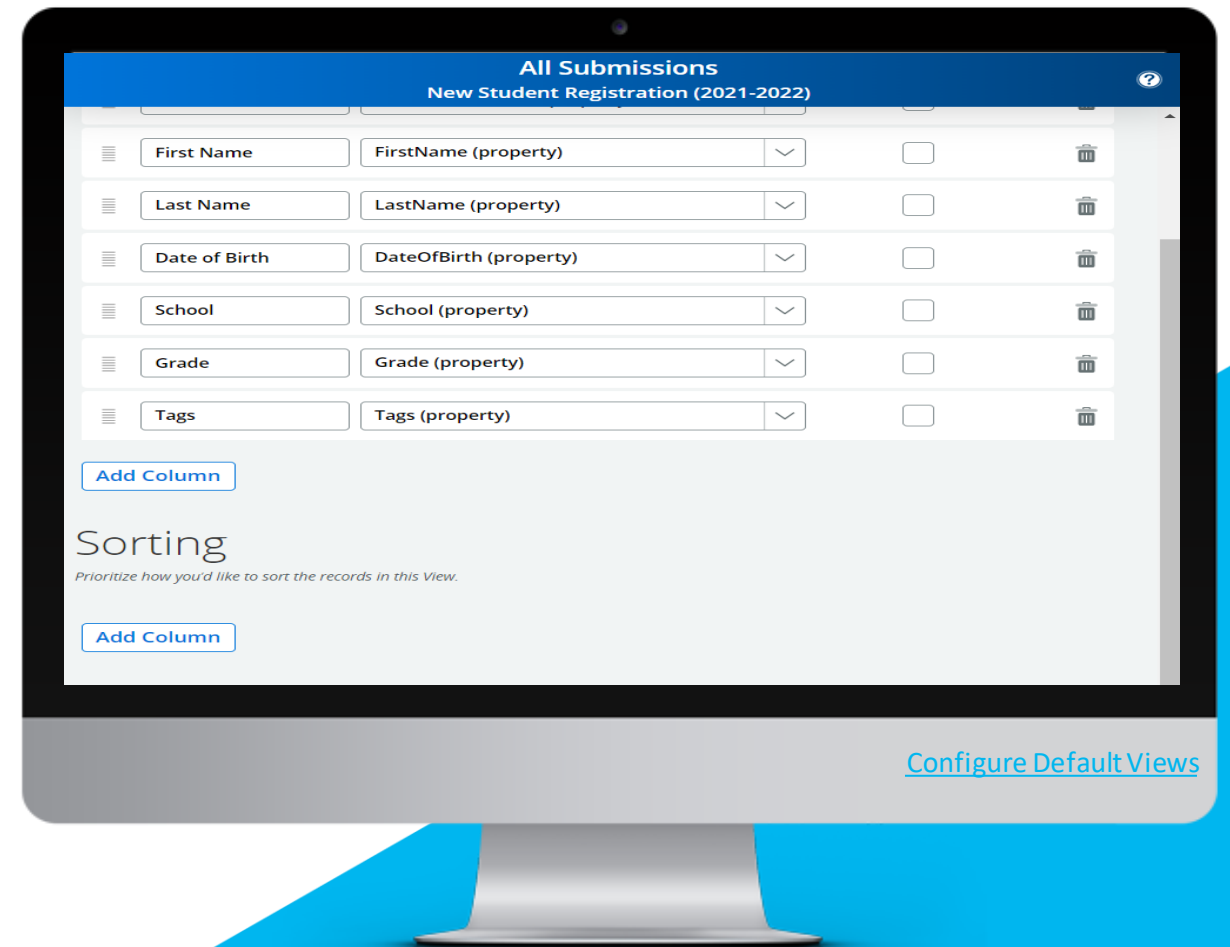 All Submissions
New Student Registration (2021-2022)
First Name FirstName (property)
Last Name LastName (property)
Date of Birth DateOfBirth (property)
School School (property)
Grade Grade (property)
Tags Tags (property)
Add Column
Sorting
Prioritize how you'd like to sort the records in this View.
Add Column
Configure Default Views